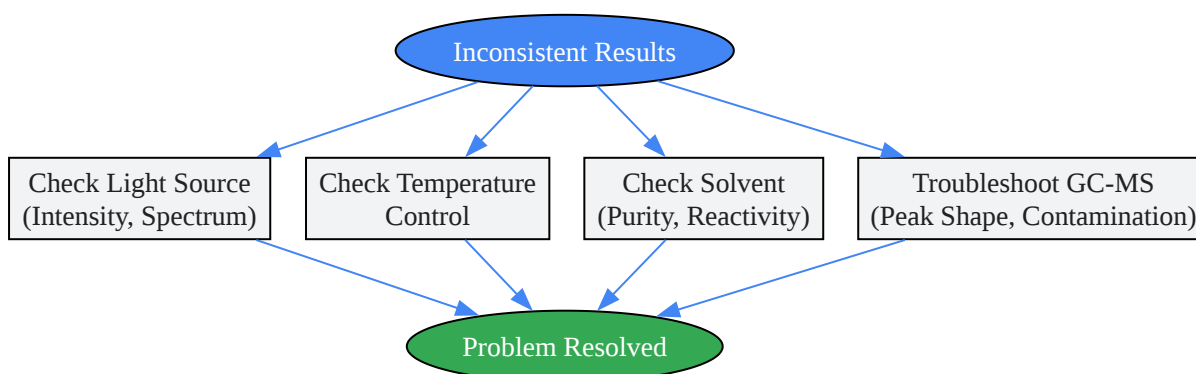 Inconsistent Results
Check Light Source
(Intensity, Spectrum)
Check Temperature
Control
Check Solvent
(Purity, Reactivity)
Troubleshoot GC-MS
(Peak Shape, Contamination)
Problem Resolved